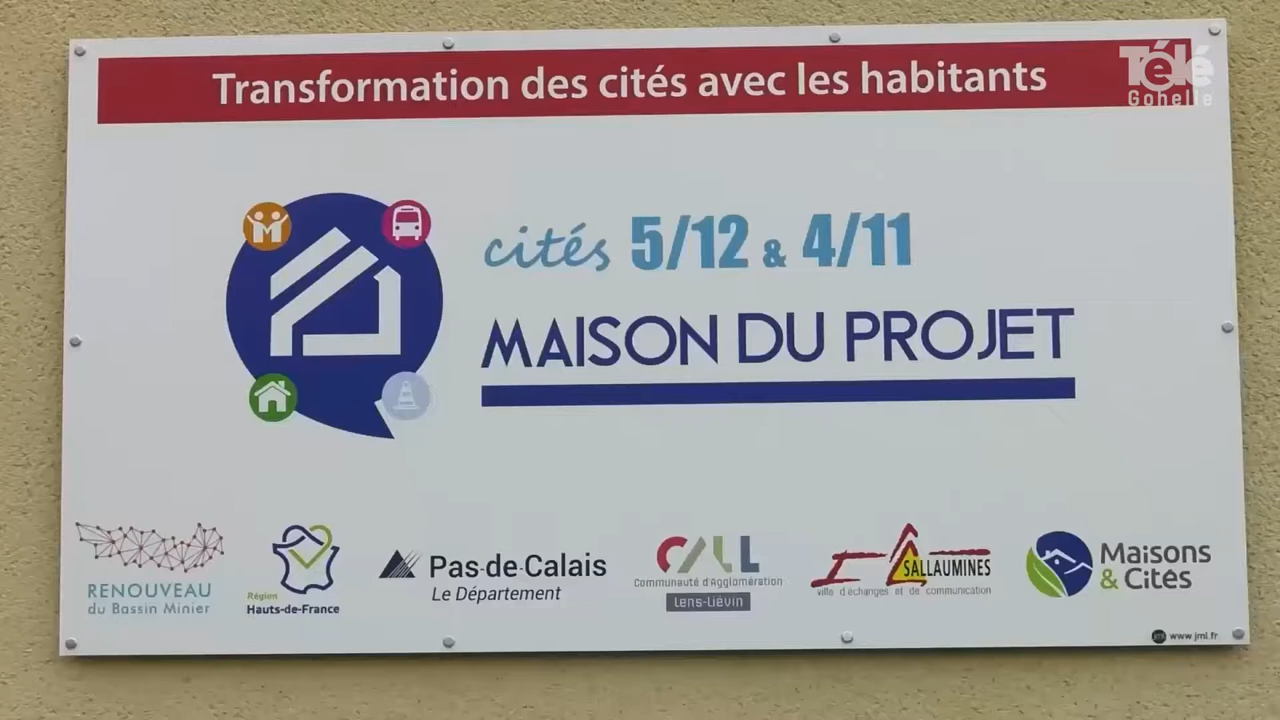 Transformation des cités avec les habitants
Télé
Gohelle
cités 5/12 & 4/11
MAISON DU PROJET
RENOUVEAU
du Bassin Minier
Région
Hauts-de-France
Pas-de-Calais
Le Département
CALL
Communauté d'Agglomération
Lens-Liévin
SALLAUMINES
ville d'échanges et de communication
Maisons
& Cités
www.jml.fr